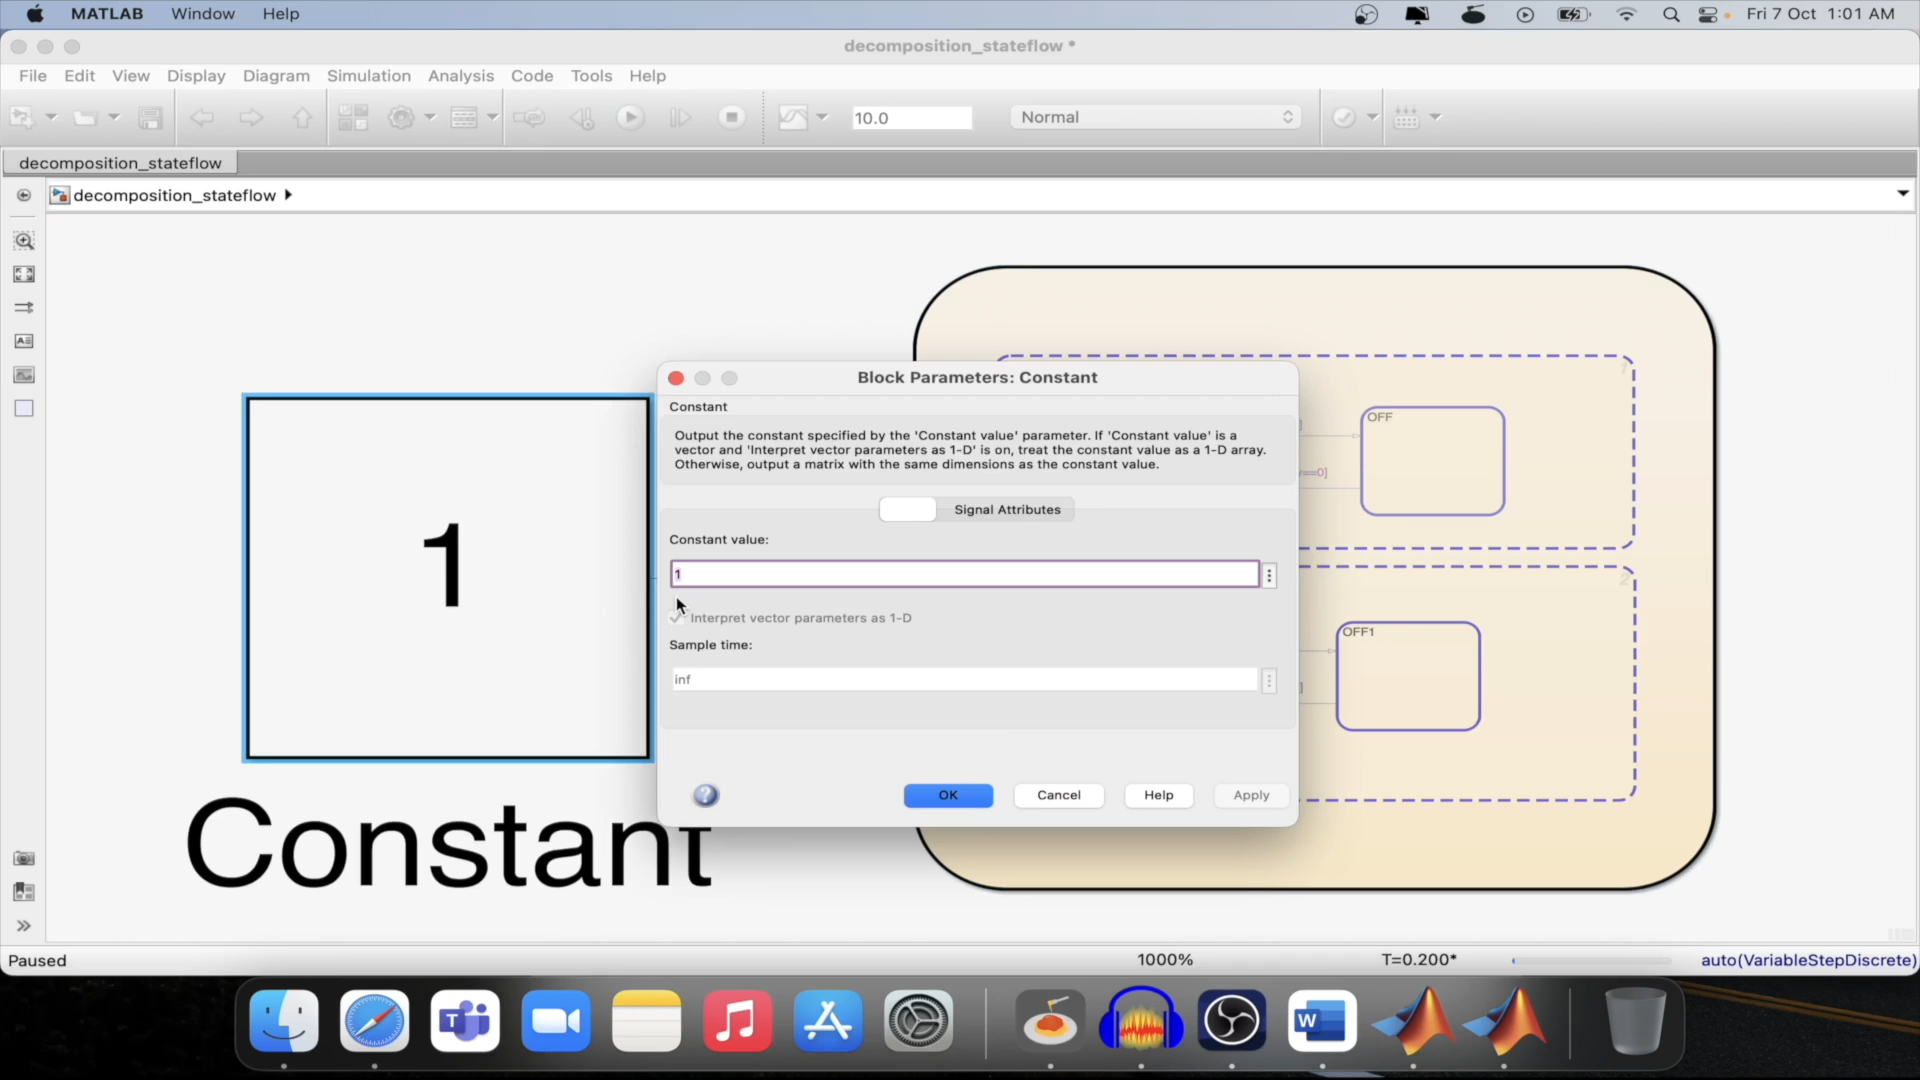 MATLAB Window Help Fri 7 Oct 1:01 AM
decomposition_stateflow *
File Edit View Display Diagram Simulation Analysis Code Tools Help
10.0 Normal
decomposition_stateflow
decomposition_stateflow
Block Parameters: Constant
Constant
Output the constant specified by the 'Constant value' parameter. If 'Constant value' is a
vector and 'Interpret vector parameters as 1-D' is on, treat the constant value as a 1-D array.
Otherwise, output a matrix with the same dimensions as the constant value.
Signal Attributes
Constant value:
1
Interpret vector parameters as 1-D
Sample time:
inf
OK Cancel Help Apply
1
Constant
1
OFF
==0]
2
OFF1
]
Paused 1000% T=0.200* auto(VariableStepDiscrete)
T
W